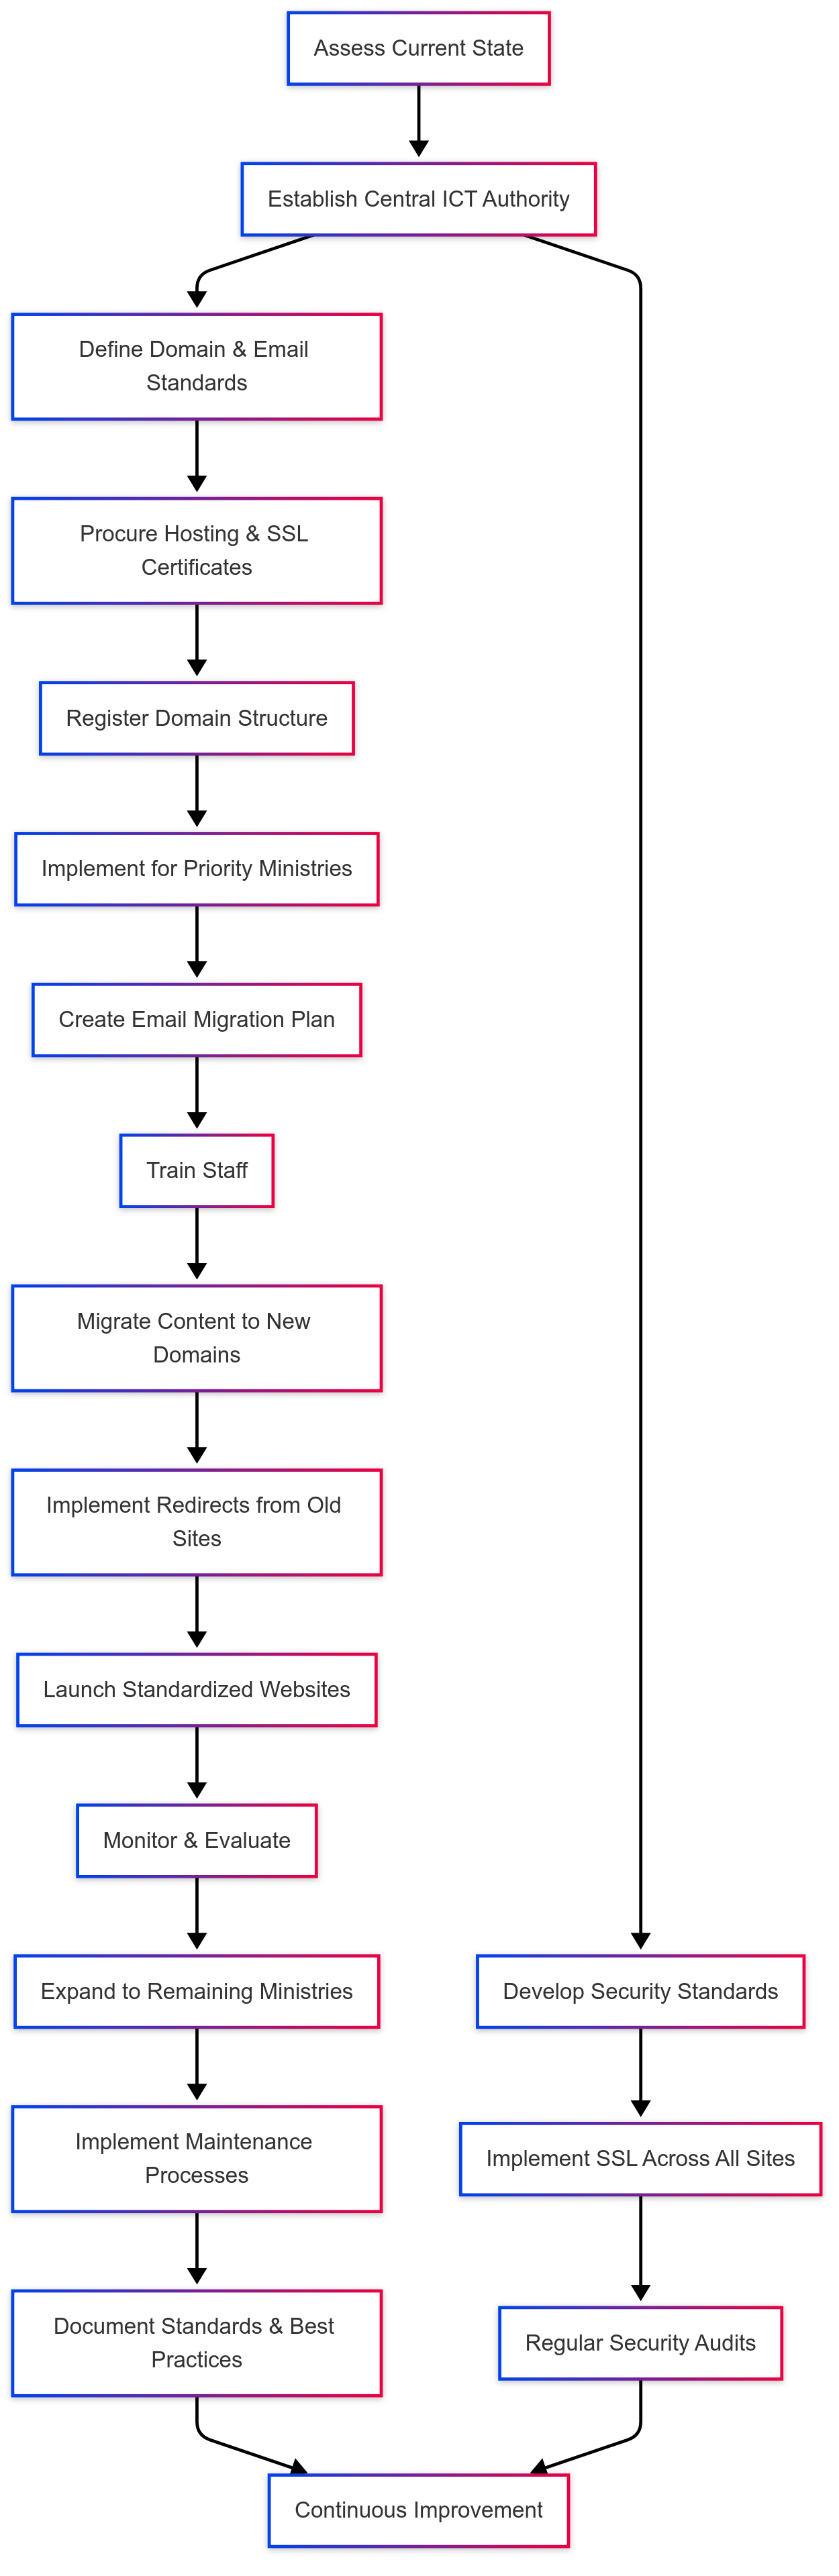 Assess Current State
Establish Central ICT Authority
Define Domain & Email
Standards
Procure Hosting & SSL
Certificates
Register Domain Structure
Implement for Priority Ministries
Create Email Migration Plan
Train Staff
Migrate Content to New
Domains
Implement Redirects from Old
Sites
Launch Standardized Websites
Monitor & Evaluate
Expand to Remaining Ministries
Implement Maintenance
Processes
Document Standards & Best
Practices
Develop Security Standards
Implement SSL Across All Sites
Regular Security Audits
Continuous Improvement